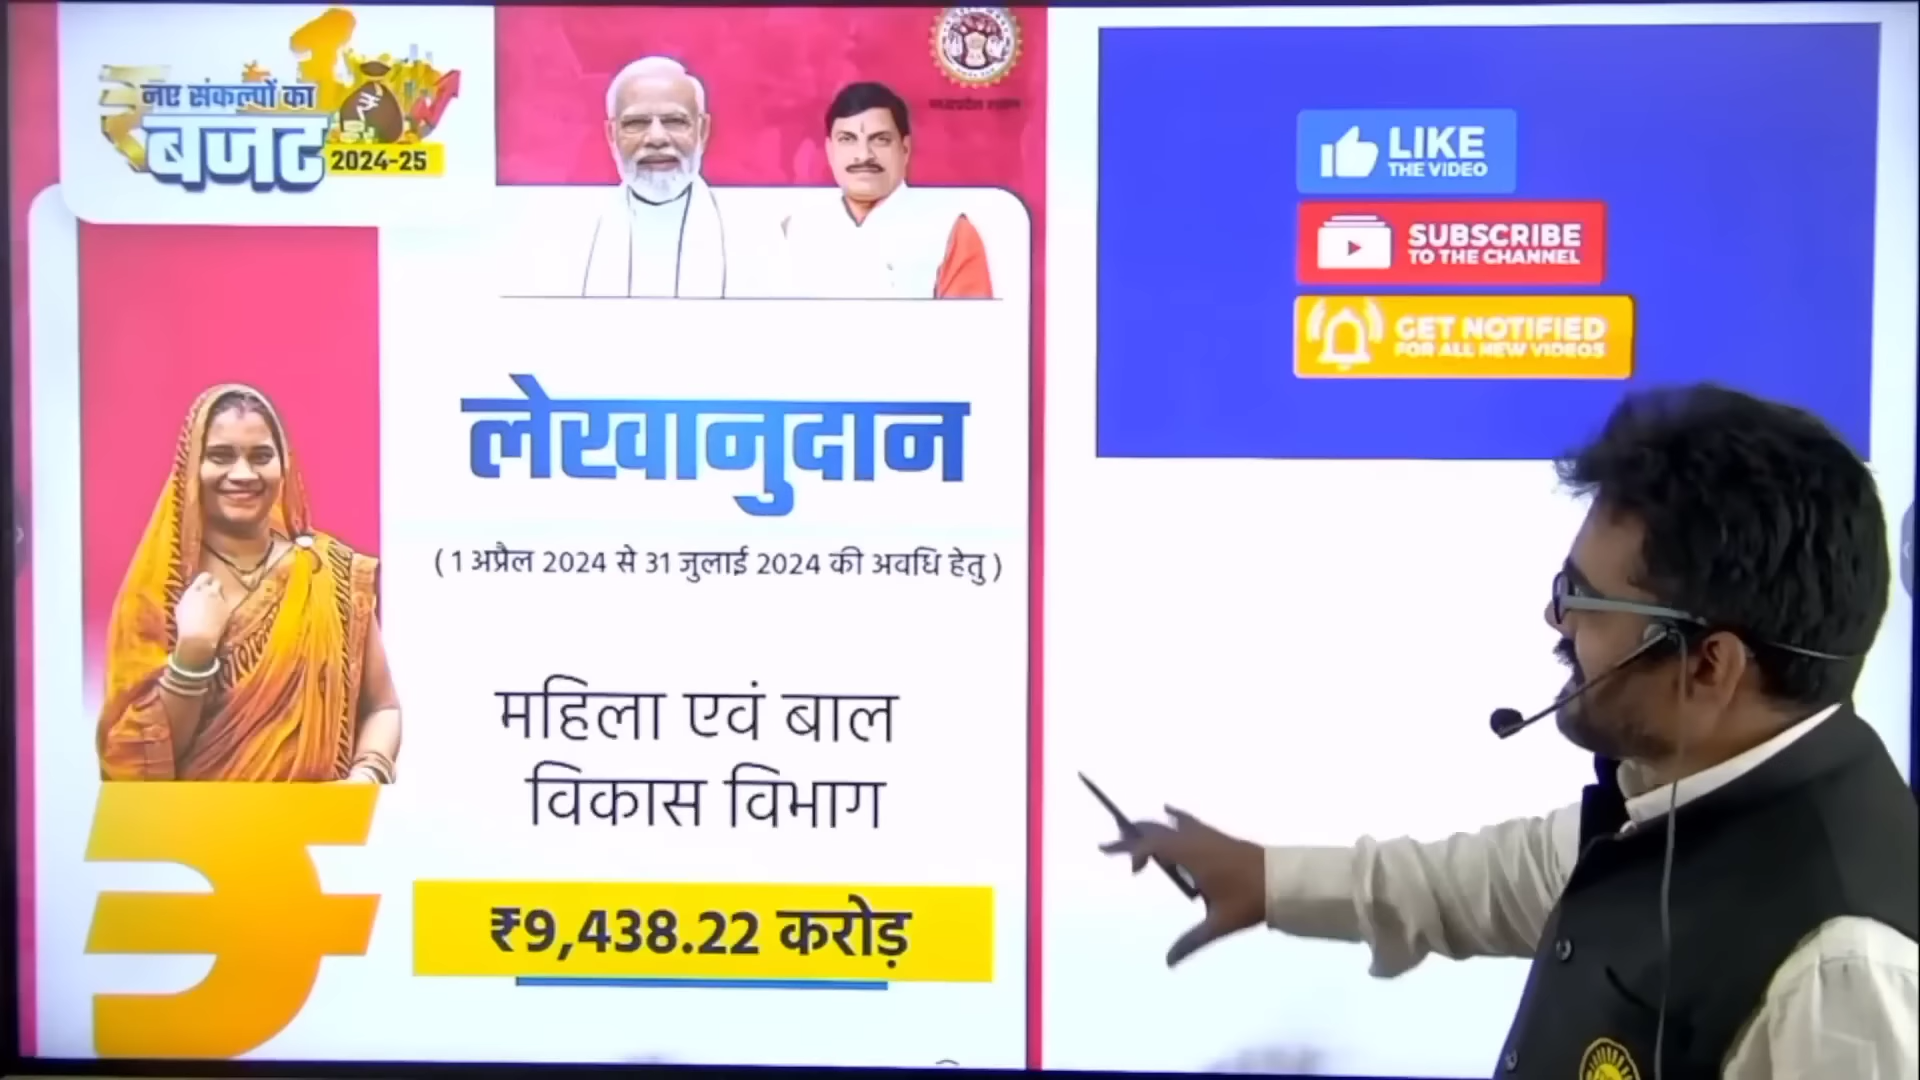 नए संकल्पों का
बजट
2024-25
लेखानुदान
( 1 अप्रैल 2024 से 31 जुलाई 2024 की अवधि हेतु )
महिला एवं बाल
विकास विभाग
₹9,438.22 करोड़
LIKE
THE VIDEO
SUBSCRIBE
TO THE CHANNEL
GET NOTIFIED
FOR ALL NEW VIDEOS